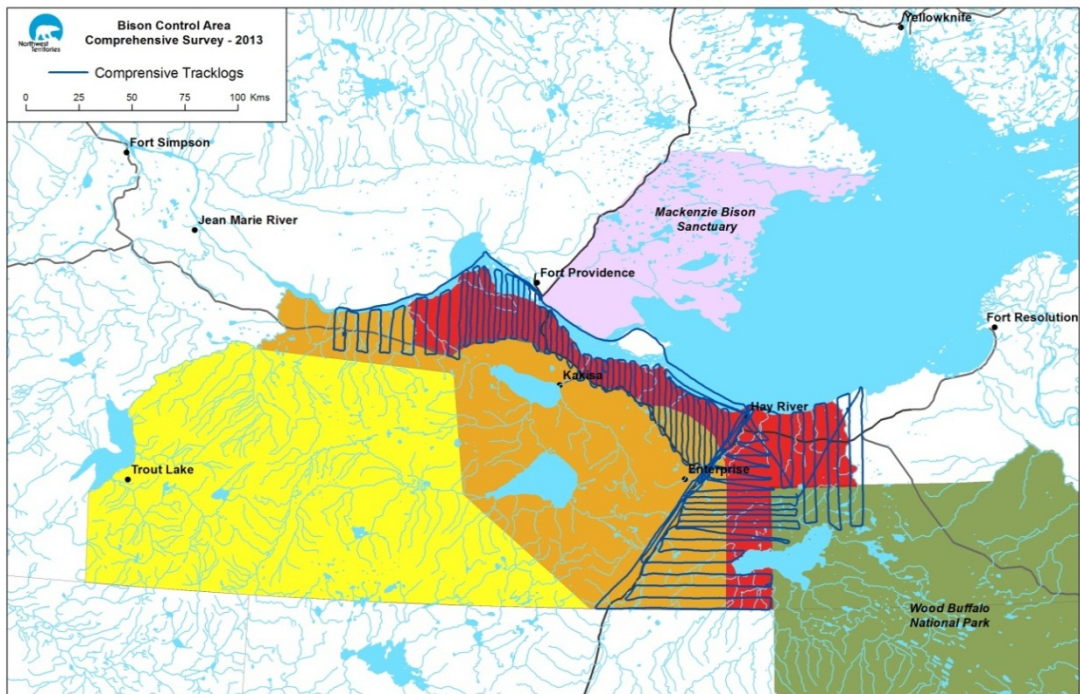 Northwest
Territories
Bison Control Area
Comprehensive Survey - 2013
Comprensive Tracklogs
0 25 50 75 100 Kms
Yellowknife
Fort Simpson
Jean Marie River
Mackenzie Bison
Sanctuary
Fort Providence
Fort Resolution
Kakisa
Hay River
Trout Lake
Enterprise
Wood Buffalo
National Park